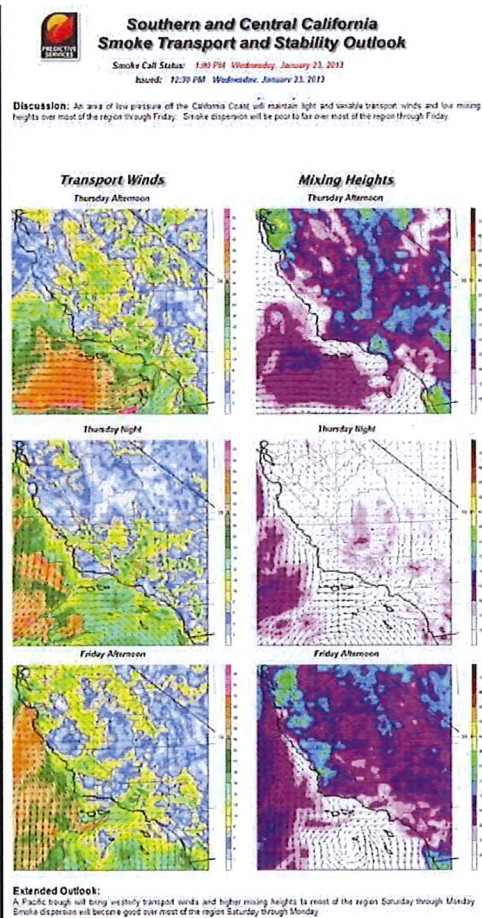 PREDICTIVE
SERVICES
Southern and Central California
Smoke Transport and Stability Outlook
Smoke Call Status: 1:00 PM Wednesday, January 23, 2013
Issued: 12:30 PM Wednesday, January 23, 2013
Discussion: An area of low pressure off the California Coast will maintain light and variable transport winds and low mixing
heights over most of the region through Friday. Smoke dispersion will be poor to fair over most of the region through Friday.
Transport Winds
Mixing Heights
Thursday Afternoon
Thursday Afternoon
Thursday Night
Thursday Night
Friday Afternoon
Friday Afternoon
Extended Outlook:
A Pacific trough will bring westerly transport winds and higher mixing heights to most of the region Saturday through Monday
Smoke dispersion will become good over most of the region Saturday through Monday